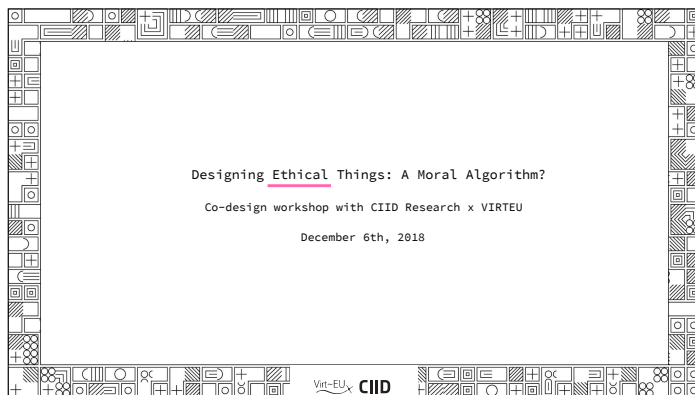 Designing Ethical Things: A Moral Algorithm?
Co-design workshop with CIID Research x VIRTEU
December 6th, 2018
Virt-EU x CIID